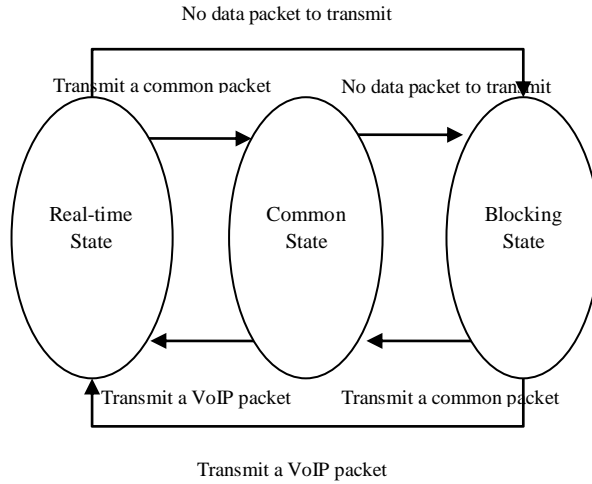 No data packet to transmit
Transmit a common packet
No data packet to transmit
Real-time
State
Common
State
Blocking
State
Transmit a VoIP packet
Transmit a common packet
Transmit a VoIP packet